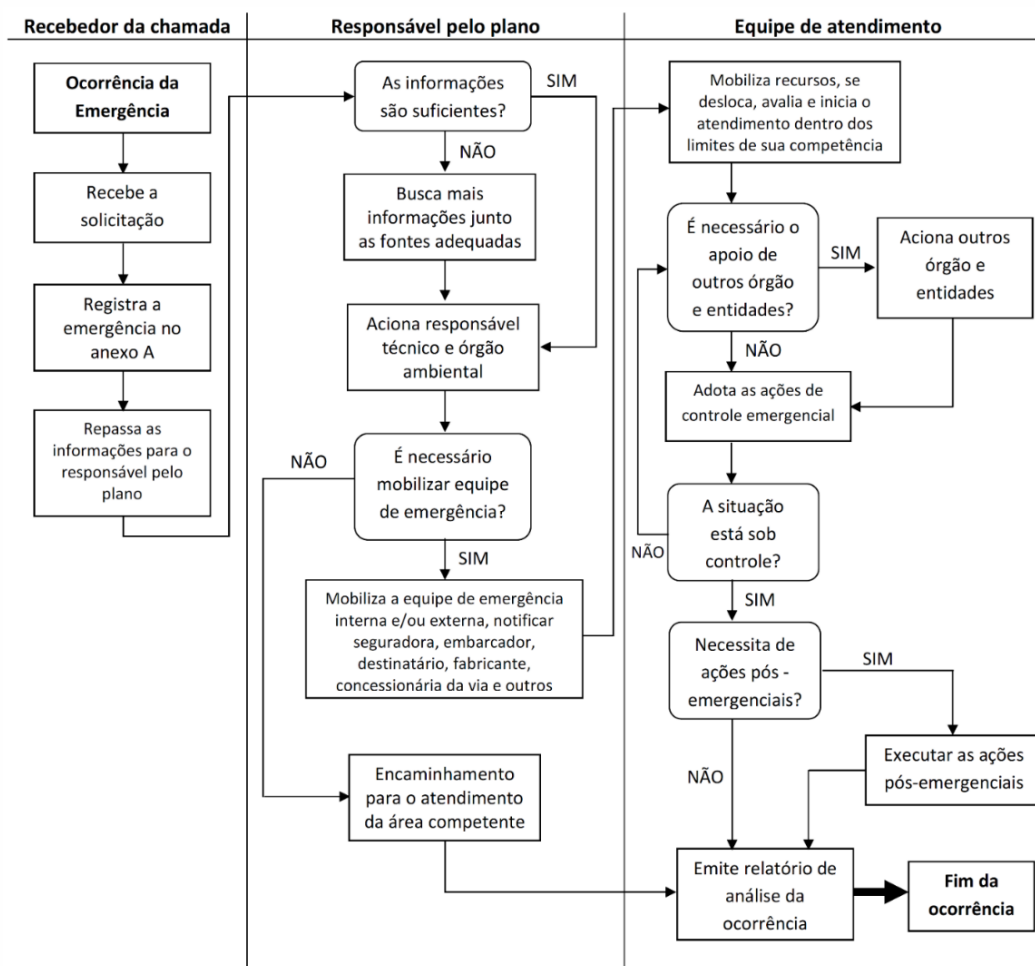 Recebedor da chamada
Responsável pelo plano
Equipe de atendimento
Ocorrência da
Emergência
Recebe a
solicitação
Registra a
emergência no
anexo A
Repassa as
informações para o
responsável pelo
plano
As informações
são suficientes?
SIM
NÃO
Busca mais
informações junto
as fontes adequadas
Aciona responsável
técnico e órgão
ambiental
NÃO
É necessário
mobilizar equipe
de emergência?
SIM
Mobiliza a equipe de emergência
interna e/ou externa, notificar
seguradora, embarcador,
destinatário, fabricante,
concessionária da via e outros
Encaminhamento
para o atendimento
da área competente
Mobiliza recursos, se
desloca, avalia e inicia o
atendimento dentro dos
limites de sua competência
É necessário o
apoio de
outros órgão
e entidades?
SIM
Aciona outros
órgão e
entidades
NÃO
Adota as ações de
controle emergencial
A situação
está sob
controle?
NÃO
SIM
Necessita de
ações pós -
emergenciais?
SIM
Executar as ações
pós-emergenciais
NÃO
Emite relatório de
análise da
ocorrência
Fim da
ocorrência